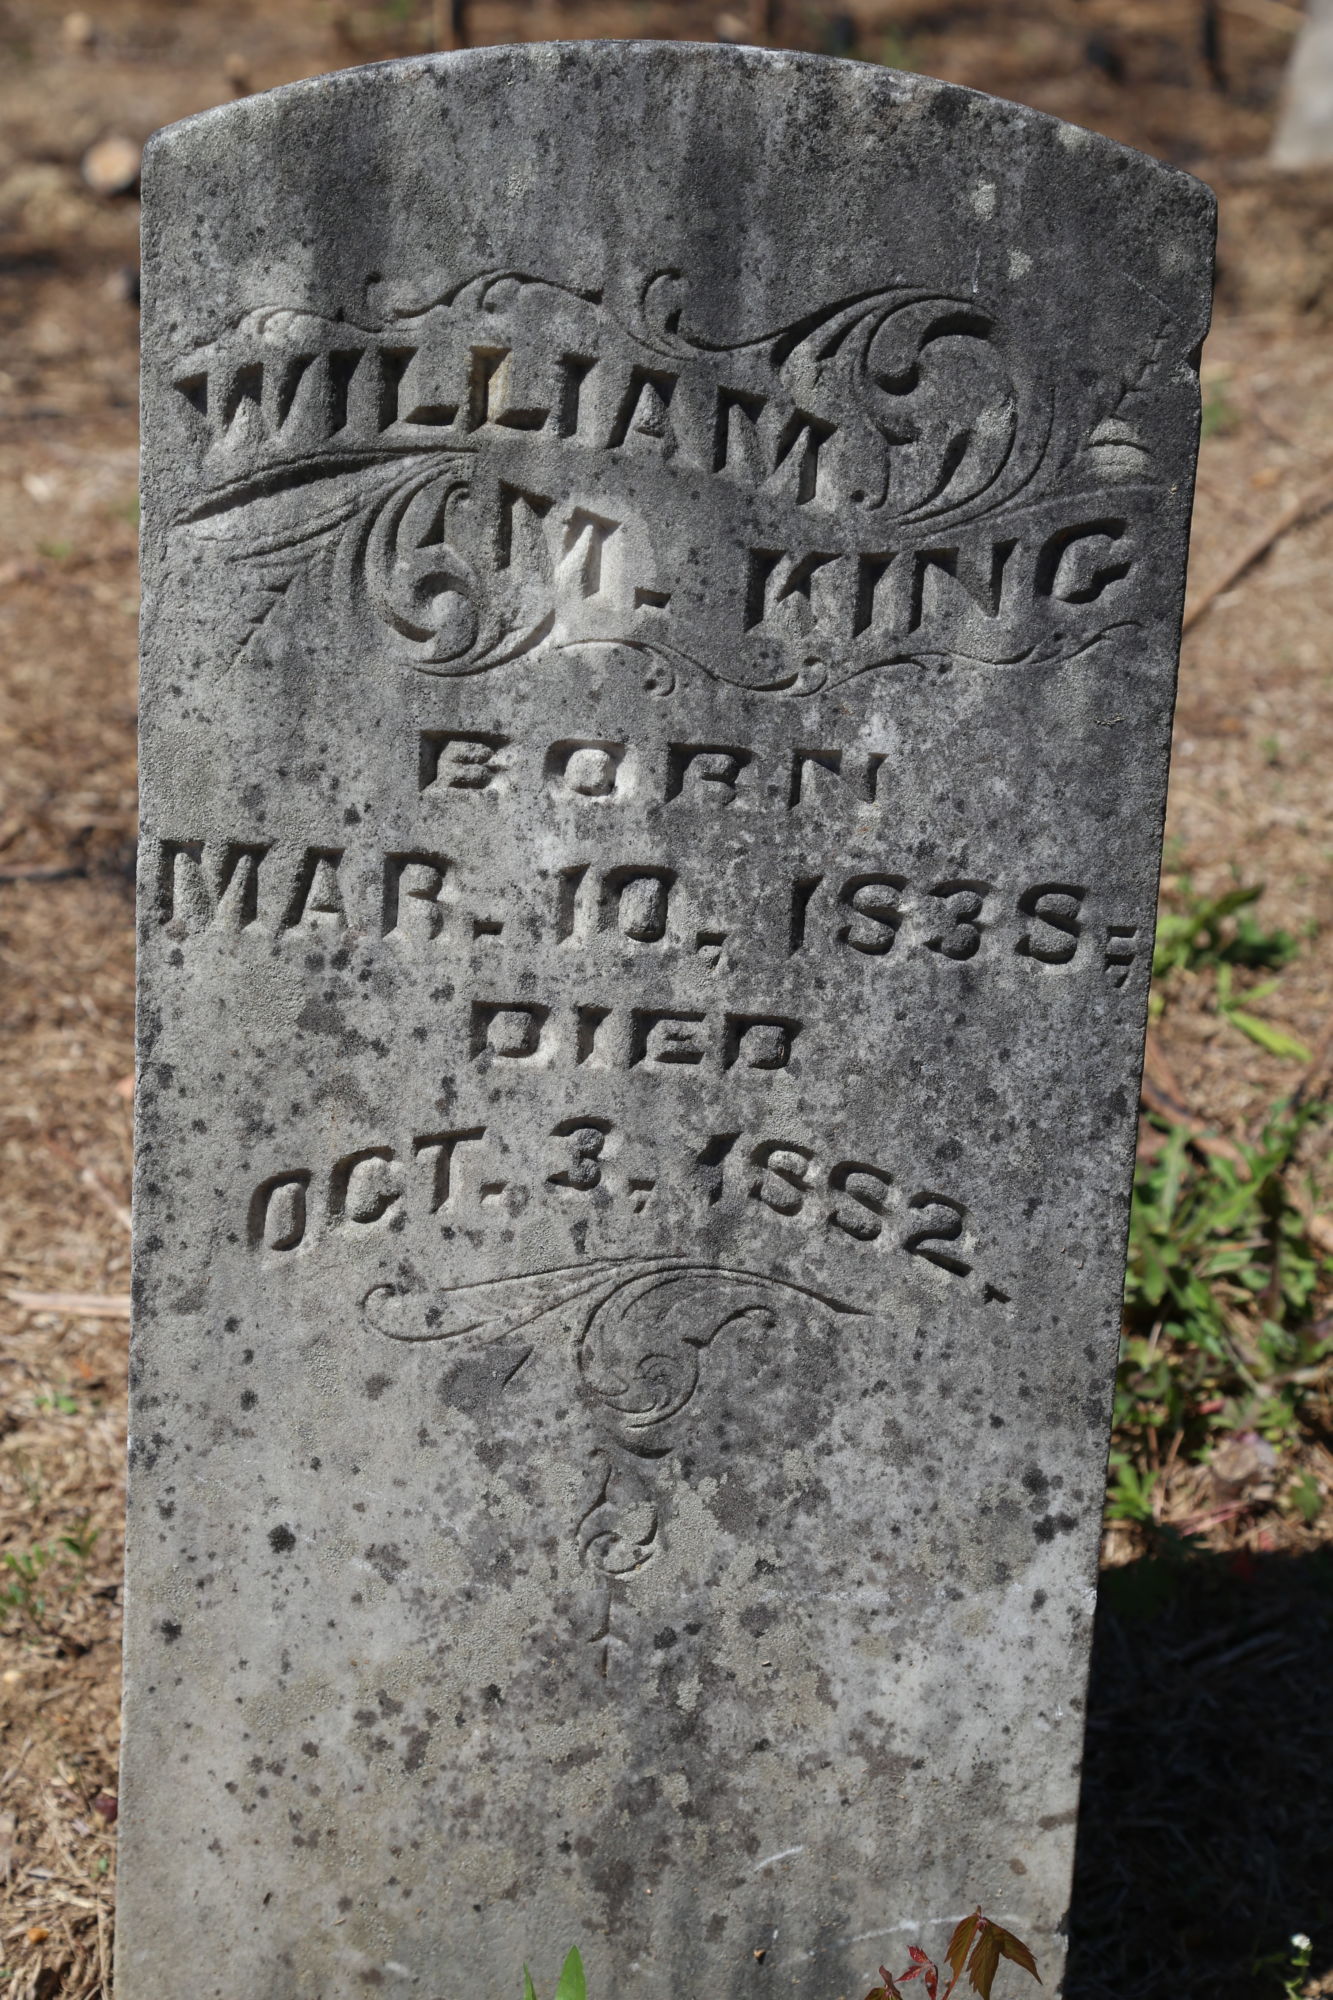 WILLIAM.
M. KING
BORN
MAR. 10, 1838;
DIED
OCT. 3, 1882.